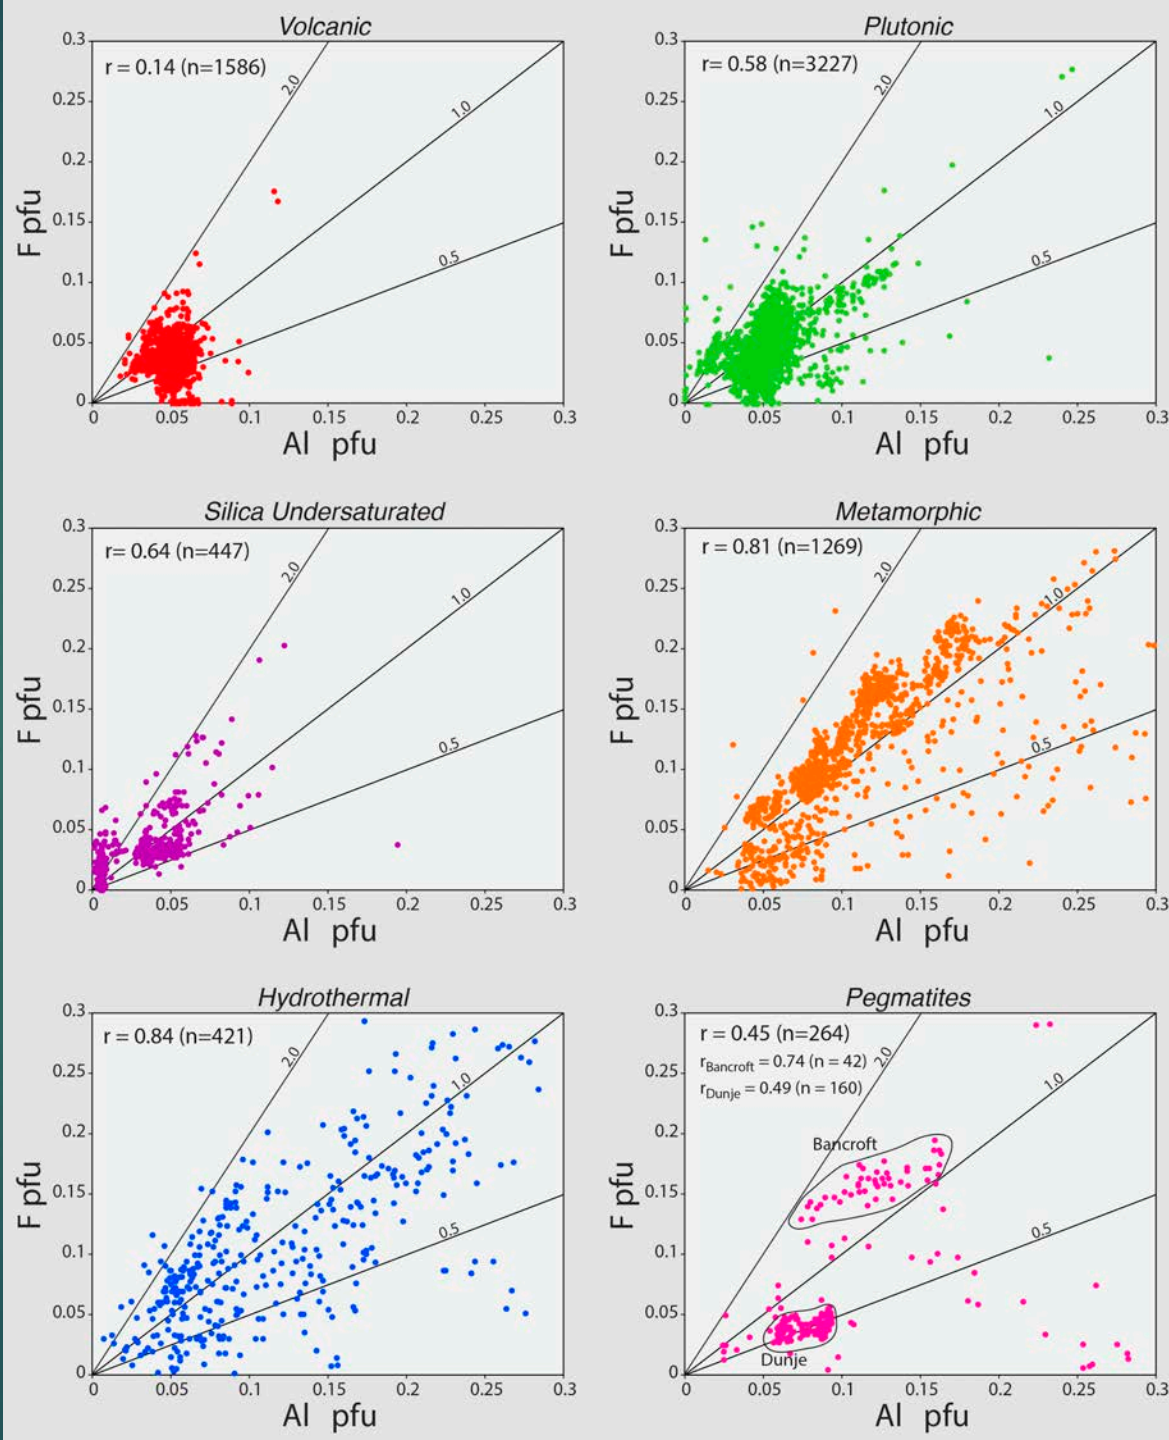 Volcanic
r = 0.14 (n=1586)
2.0
1.0
0.5
0.3
0.25
0.2
0.15
0.1
0.05
0
F pfu
0 0.05 0.1 0.15 0.2 0.25 0.3
Al pfu
Plutonic
r= 0.58 (n=3227)
2.0
1.0
0.5
0.3
0.25
0.2
0.15
0.1
0.05
0
F pfu
0 0.05 0.1 0.15 0.2 0.25 0.3
Al pfu
Silica Undersaturated
r= 0.64 (n=447)
2.0
1.0
0.5
0.3
0.25
0.2
0.15
0.1
0.05
0
F pfu
0 0.05 0.1 0.15 0.2 0.25 0.3
Al pfu
Metamorphic
r = 0.81 (n=1269)
2.0
1.0
0.5
0.3
0.25
0.2
0.15
0.1
0.05
0
F pfu
0 0.05 0.1 0.15 0.2 0.25 0.3
Al pfu
Hydrothermal
r = 0.84 (n=421)
2.0
1.0
0.5
0.3
0.25
0.2
0.15
0.1
0.05
0
F pfu
0 0.05 0.1 0.15 0.2 0.25 0.3
Al pfu
Pegmatites
r = 0.45 (n=264)
rBancroft = 0.74 (n = 42)
rDunje = 0.49 (n = 160)
2.0
1.0
Bancroft
0.5
Dunje
0.3
0.25
0.2
0.15
0.1
0.05
0
F pfu
0 0.05 0.1 0.15 0.2 0.25 0.3
Al pfu